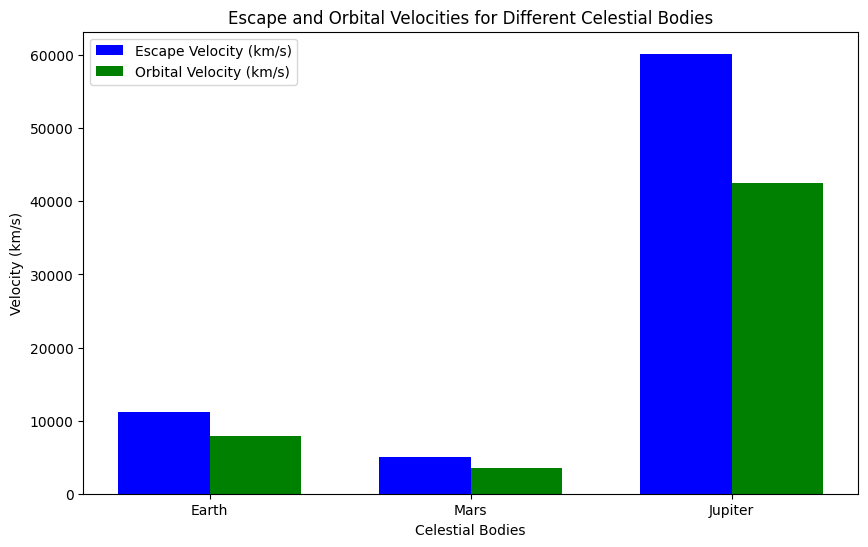 Escape and Orbital Velocities for Different Celestial Bodies
Escape Velocity (km/s)
Orbital Velocity (km/s)
Velocity (km/s)
60000
50000
40000
30000
20000
10000
0
Earth
Mars
Jupiter
Celestial Bodies